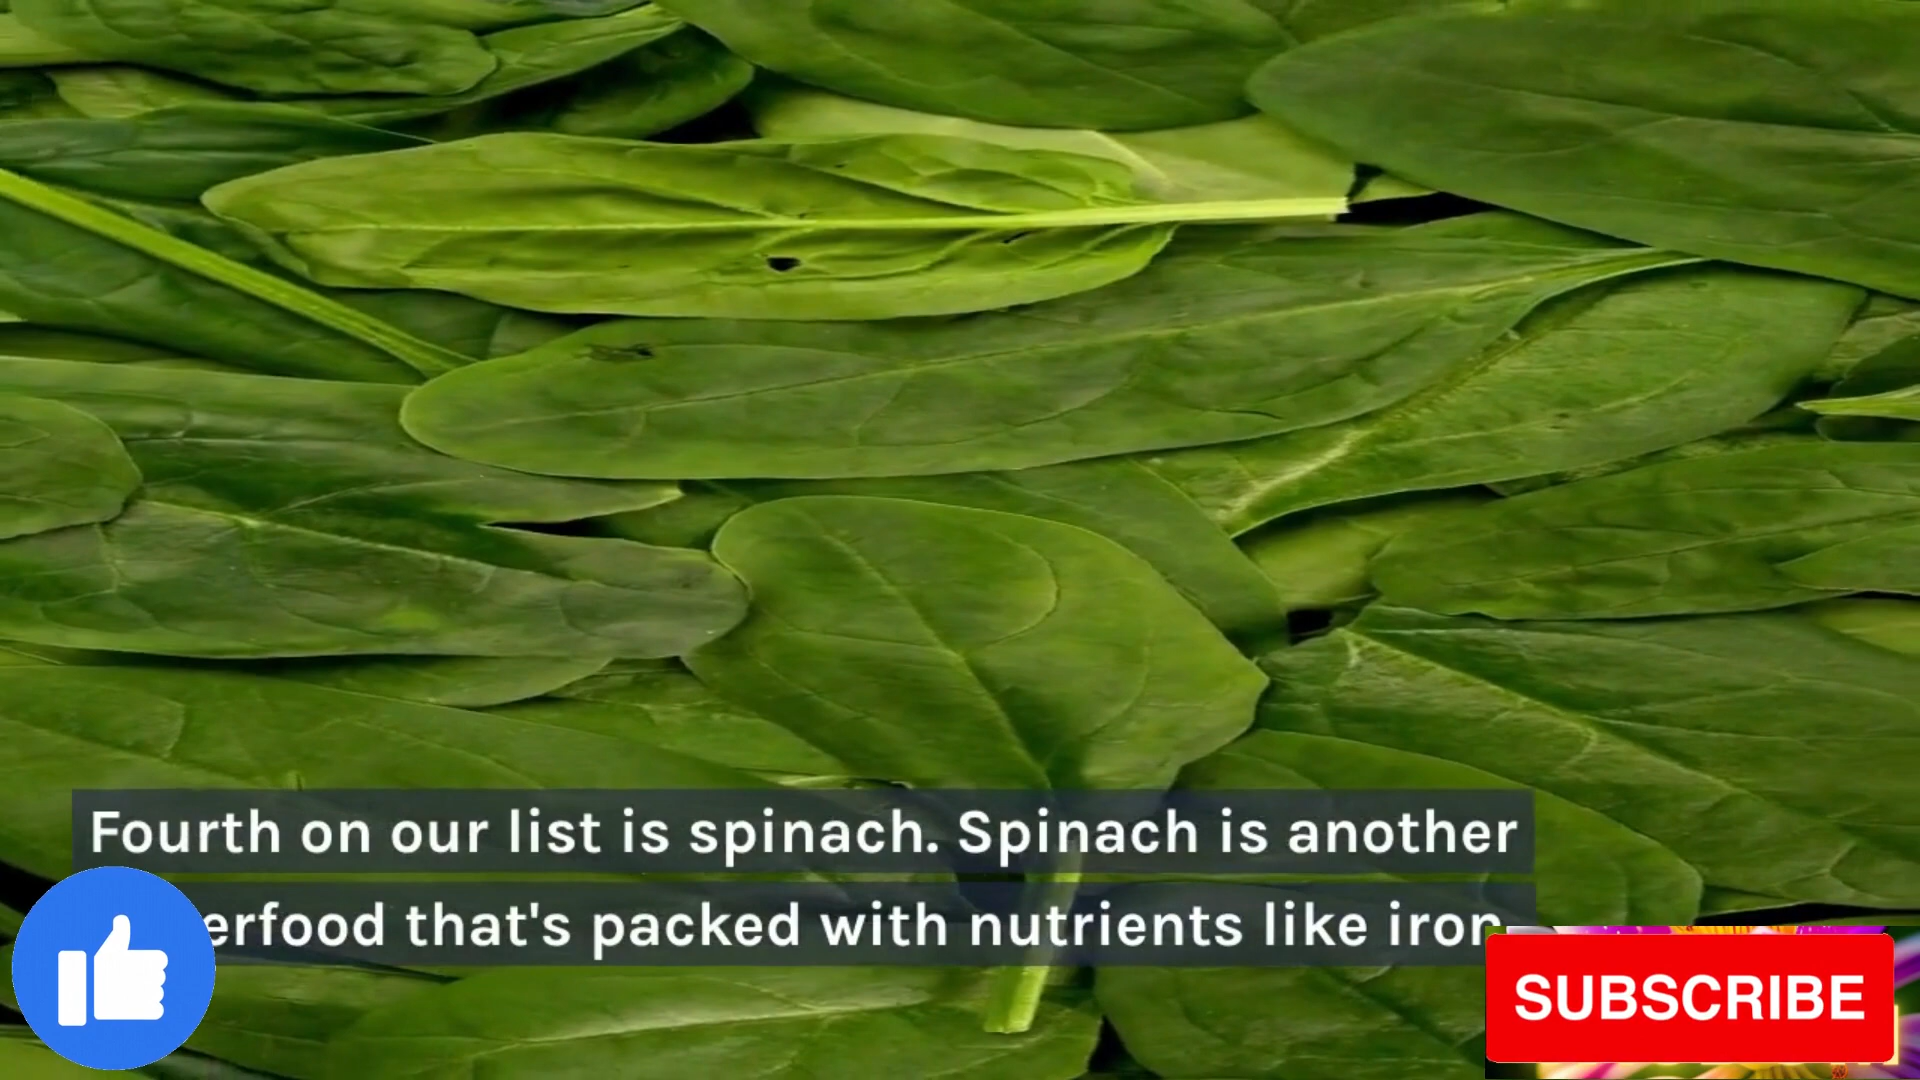 Fourth on our list is spinach. Spinach is another
erfood that's packed with nutrients like iron
SUBSCRIBE